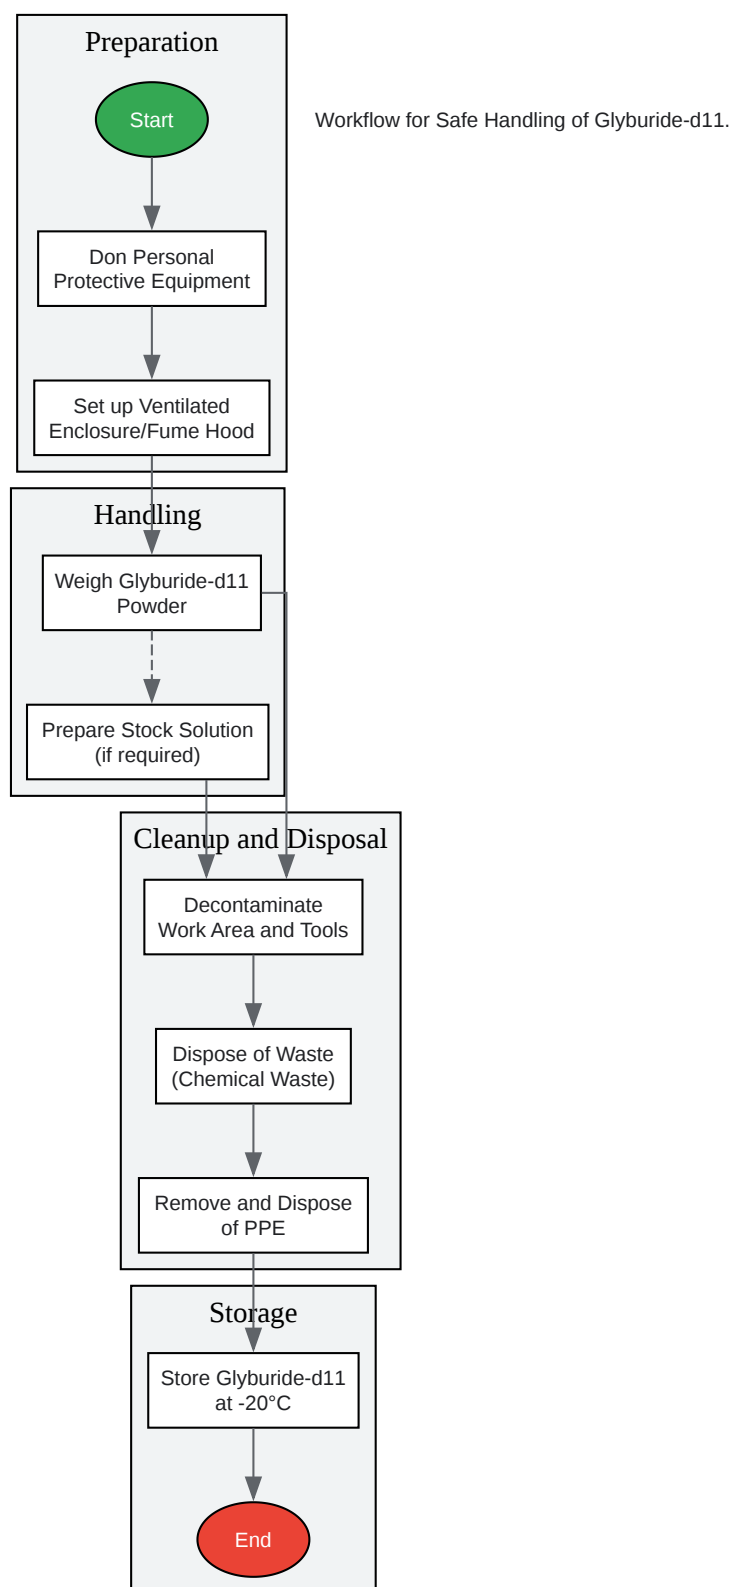 Preparation
Start
Workflow for Safe Handling of Glyburide-d11.
Don Personal
Protective Equipment
Set up Ventilated
Enclosure/Fume Hood
Handling
Weigh Glyburide-d11
Powder
Prepare Stock Solution
(if required)
Cleanup and Disposal
Decontaminate
Work Area and Tools
Dispose of Waste
(Chemical Waste)
Remove and Dispose
of PPE
Storage
Store Glyburide-d11
at -20°C
End